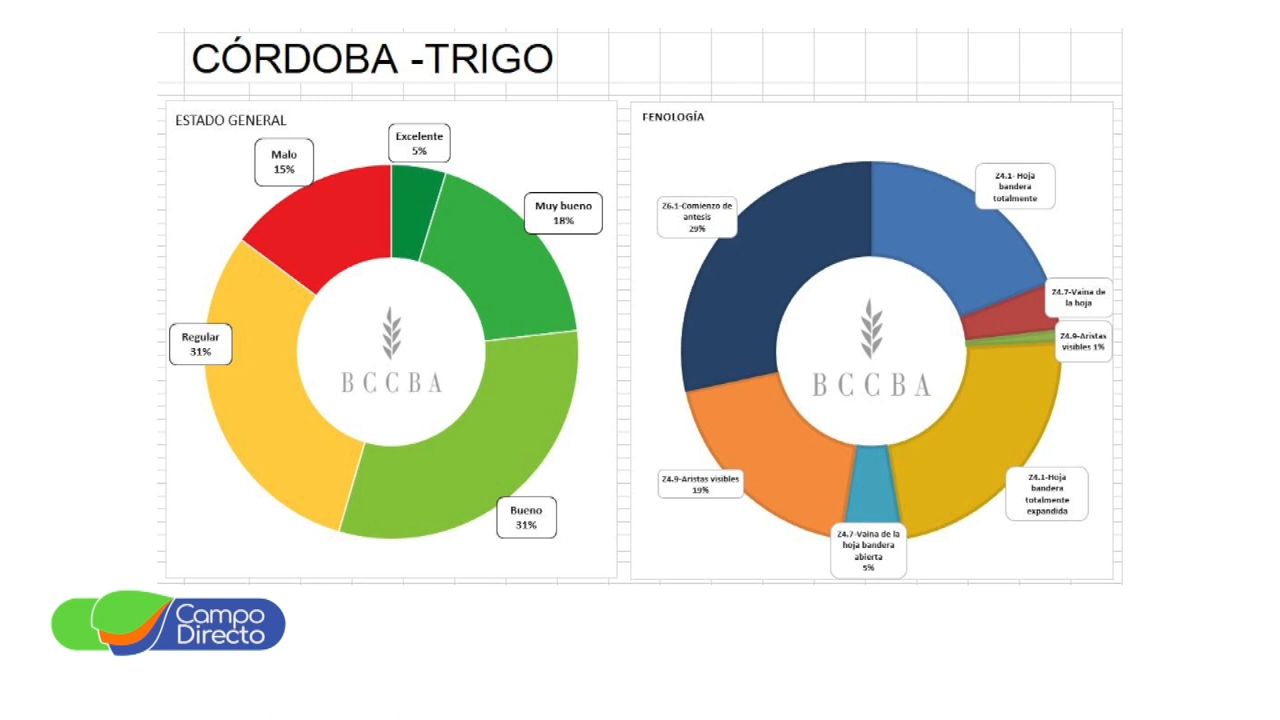 CÓRDOBA -TRIGO
ESTADO GENERAL
Excelente
5%
Malo
15%
Muy bueno
18%
Regular
31%
Bueno
31%
BCCBA
FENOLOGÍA
Z4.1- Hoja
bandera
totalmente
Z6.1-Comienzo de
antesis
29%
Z4.7-Vaina de
la hoja
Z4.9-Aristas
visibles 1%
BCCBA
Z4.9-Aristas visibles
19%
Z4.1-Hoja
bandera
totalmente
expandida
Z4.7-Vaina de la
hoja bandera
abierta
5%
Campo
Directo